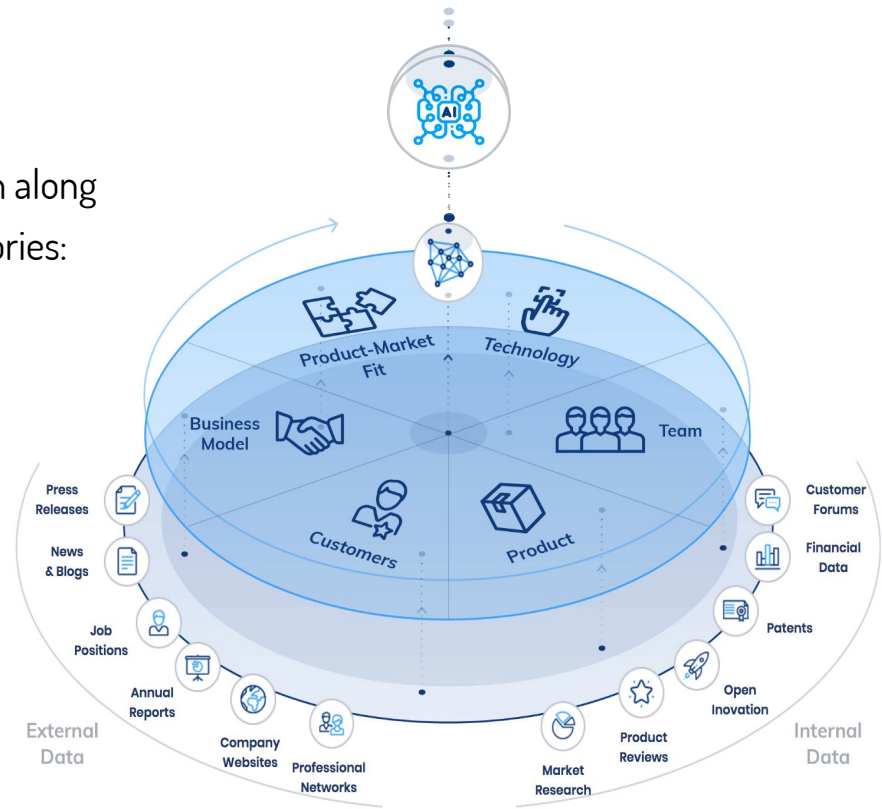 AI
n along
ories:
Product-Market
Fit
Technology
Business
Model
Team
Customers
Product
Press
Releases
News
& Blogs
Job
Positions
Annual
Reports
Company
Websites
Professional
Networks
External
Data
Customer
Forums
Financial
Data
Patents
Open
Inovation
Product
Reviews
Market
Research
Internal
Data